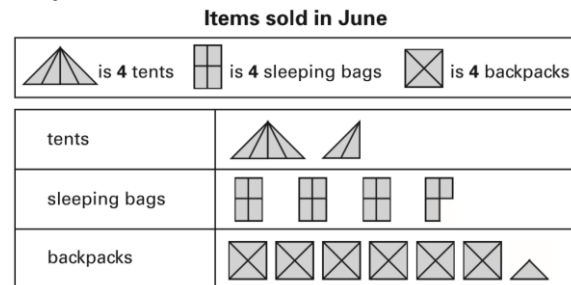 Items sold in June
is 4 tents is 4 sleeping bags is 4 backpacks
tents
sleeping bags
backpacks